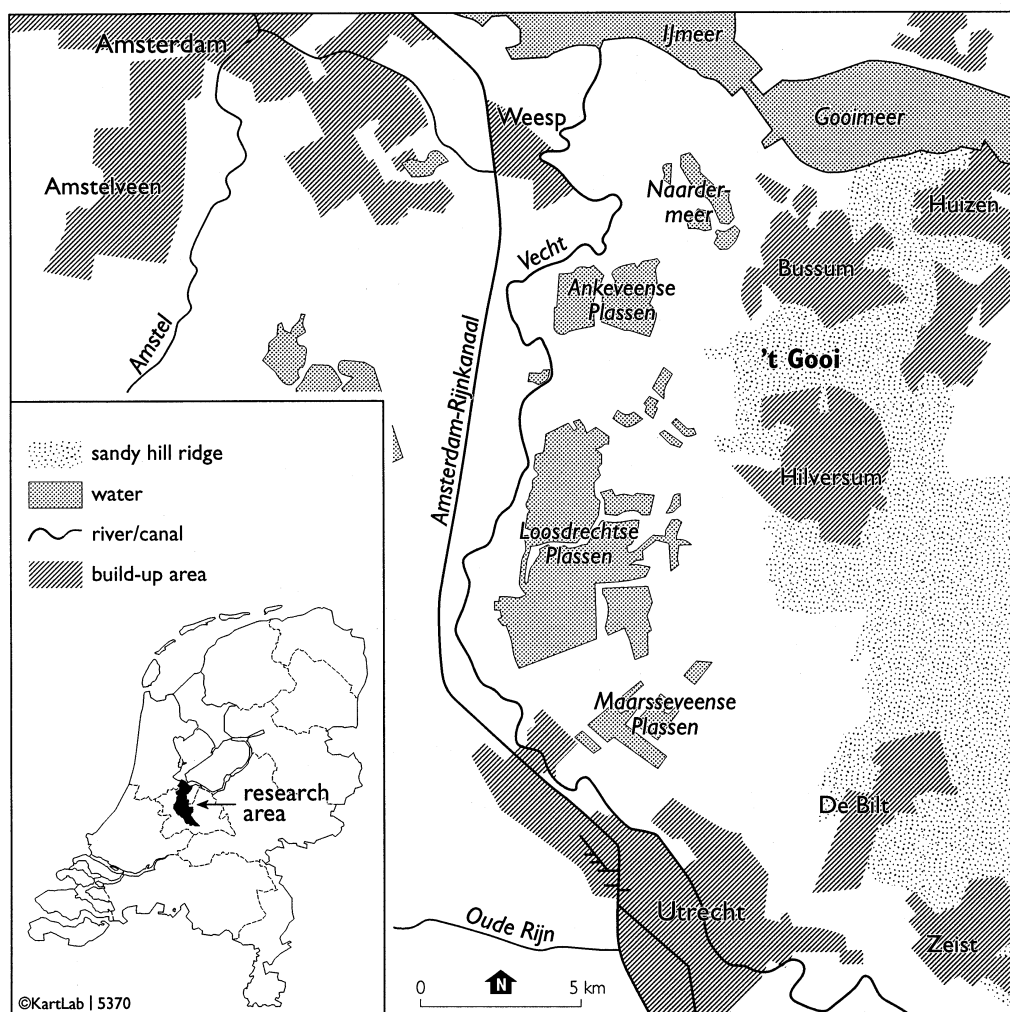 Amsterdam
IJmeer
Gooimeer
Weesp
Amstelveen
Naarder-
meer
Huizen
Vecht
Bussum
Ankeveense
Plassen
Amstel
't Gooi
Amsterdam-Rijnkanaal
sandy hill ridge
water
river/canal
build-up area
Hilversum
Loosdrechtse
Plassen
Maarsseveense
Plassen
research
area
De Bilt
Utrecht
Oude Rijn
Zeist
N
0 5 km
©KartLab | 5370